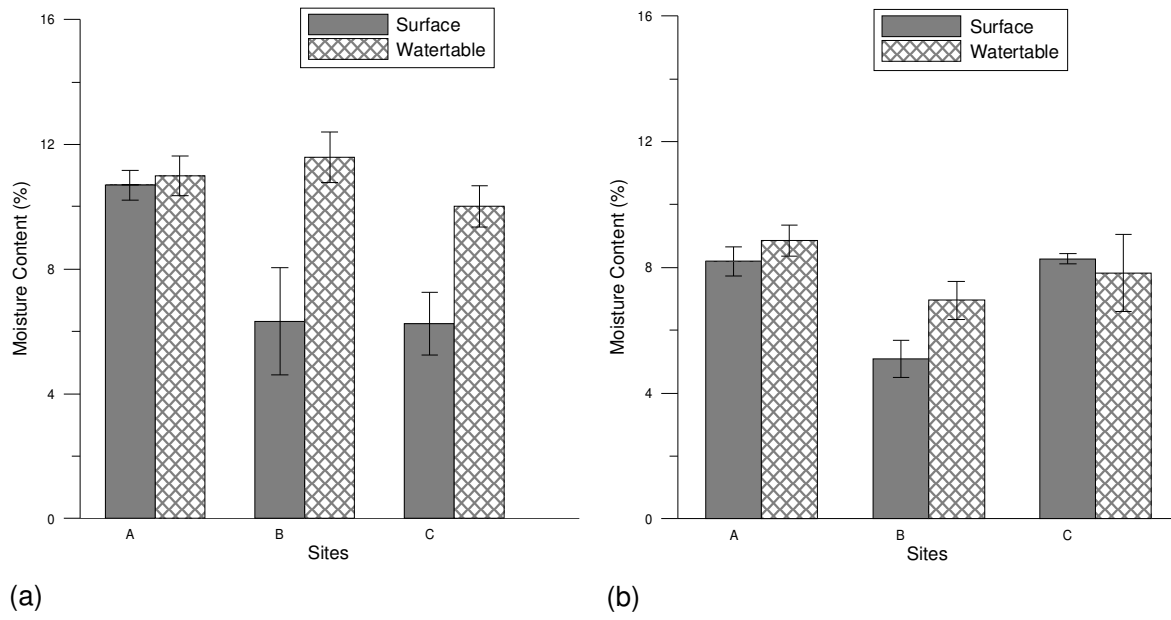 16
Surface
Watertable
12
8
4
0
Moisture Content (%)
A B C
Sites
(a)
16
Surface
Watertable
12
8
4
0
Moisture Content (%)
A B C
Sites
(b)